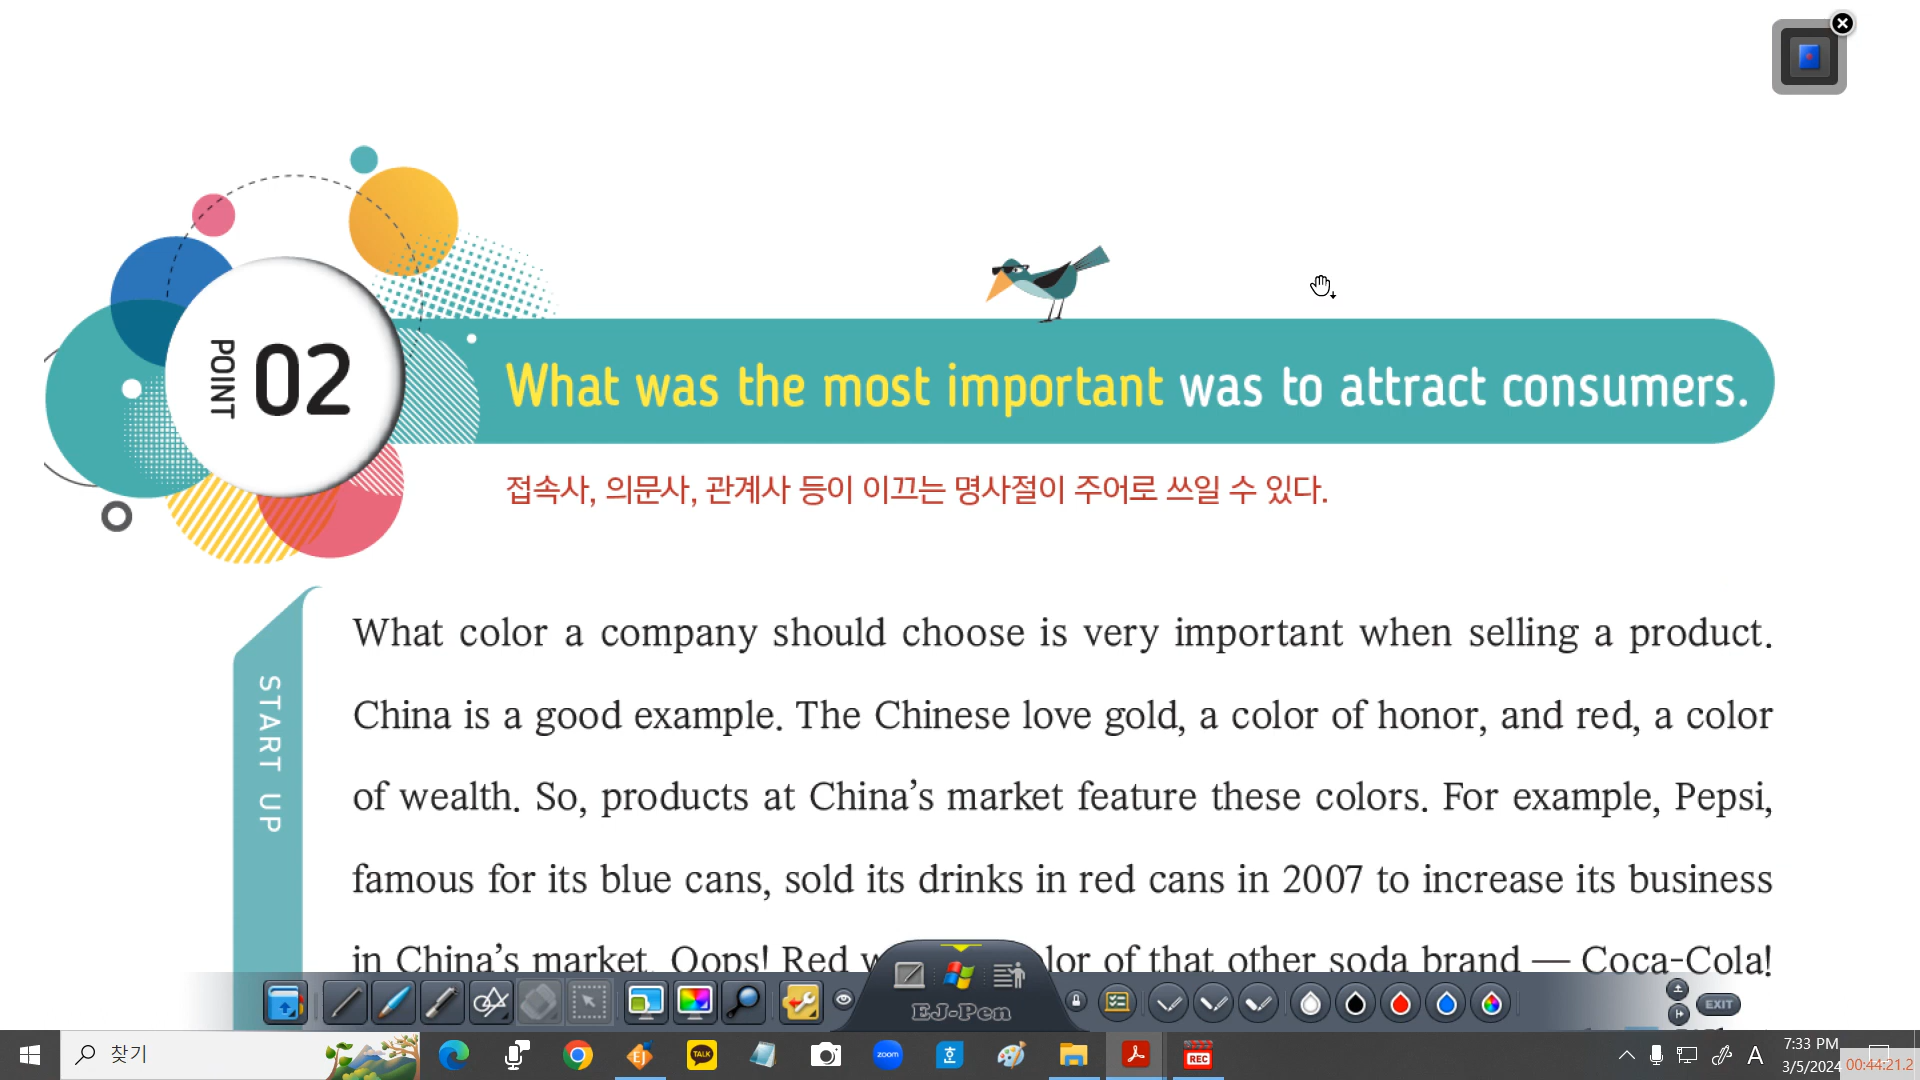 POINT 02
What was the most important was to attract consumers.
접속사, 의문사, 관계사 등이 이끄는 명사절이 주어로 쓰일 수 있다.
START UP
What color a company should choose is very important when selling a product.
China is a good example. The Chinese love gold, a color of honor, and red, a color
of wealth. So, products at China's market feature these colors. For example, Pepsi,
famous for its blue cans, sold its drinks in red cans in 2007 to increase its business
in China's market. Oops! Red lor of that other soda brand — Coca-Cola!
EJ-Pen
EXIT
찾기
EJ
TALK
zoom
REC
A
7:33 PM
3/5/2024
00:44:21.2